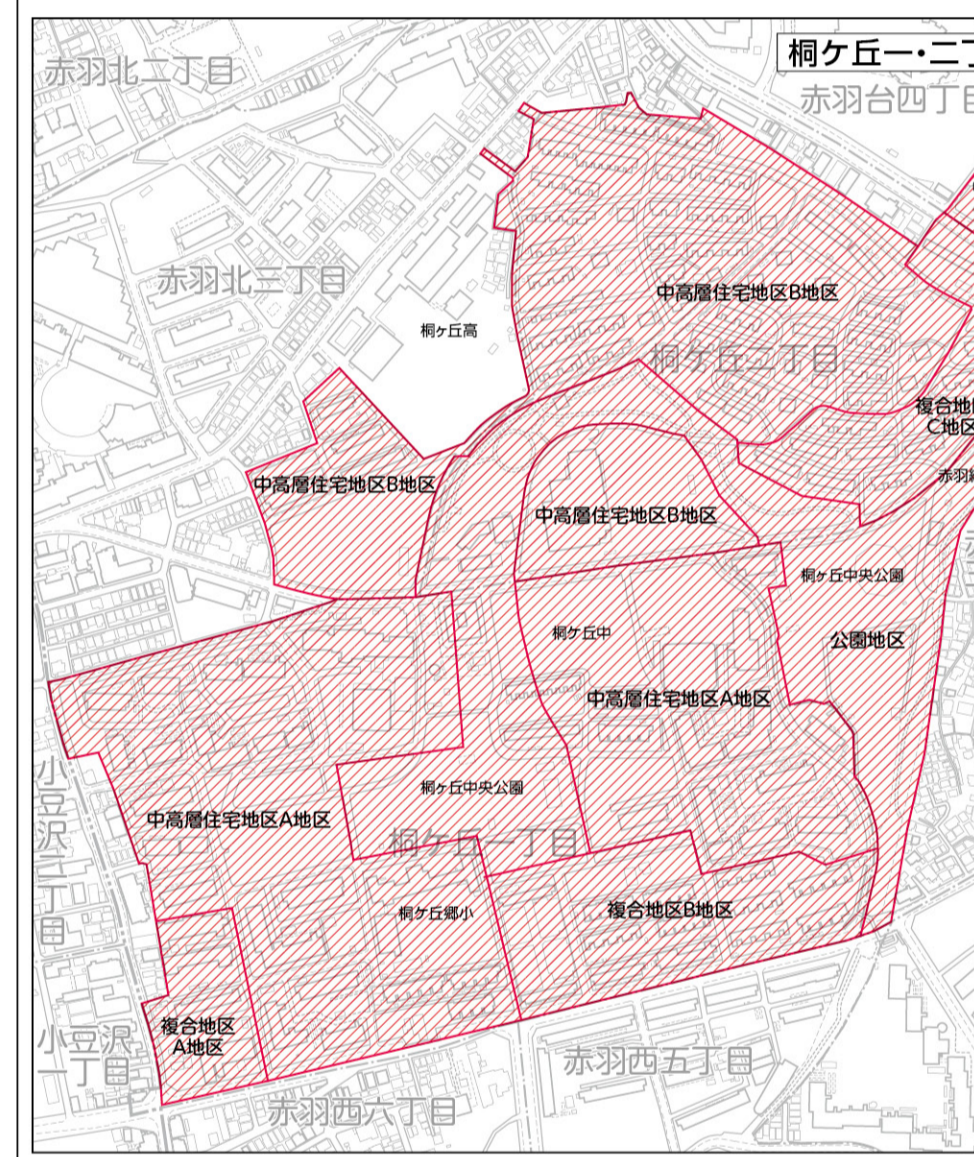 桐ケ丘一・二丁
赤羽北二丁目
赤羽台四丁目
赤羽北三丁目
中高層住宅地区B地区
桐ヶ丘高
桐ケ丘二丁目
複合地
C地区
赤羽
中高層住宅地区B地区
中高層住宅地区B地区
桐ヶ丘中央公園
桐ケ丘中
公園地区
中高層住宅地区A地区
小豆沢二丁目
桐ヶ丘中央公園
中高層住宅地区A地区
桐ケ丘一丁目
桐ケ丘郷小
複合地区B地区
複合地区
A地区
小豆沢
一丁目
赤羽西五丁目
赤羽西六丁目